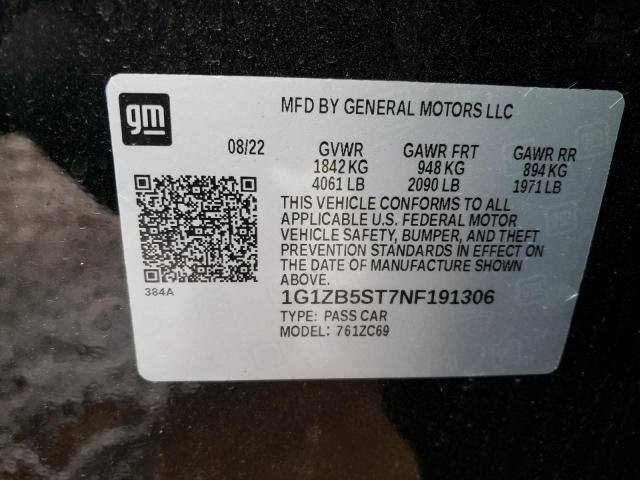 gm
MFD BY GENERAL MOTORS LLC
08/22 GVWR GAWR FRT GAWR RR
1842 KG 948 KG 894 KG
4061 LB 2090 LB 1971 LB
THIS VEHICLE CONFORMS TO ALL
APPLICABLE U.S. FEDERAL MOTOR
VEHICLE SAFETY, BUMPER, AND THEFT
PREVENTION STANDARDS IN EFFECT ON
THE DATE OF MANUFACTURE SHOWN
ABOVE.
384A
1G1ZB5ST7NF191306
TYPE: PASS CAR
MODEL: 761ZC69